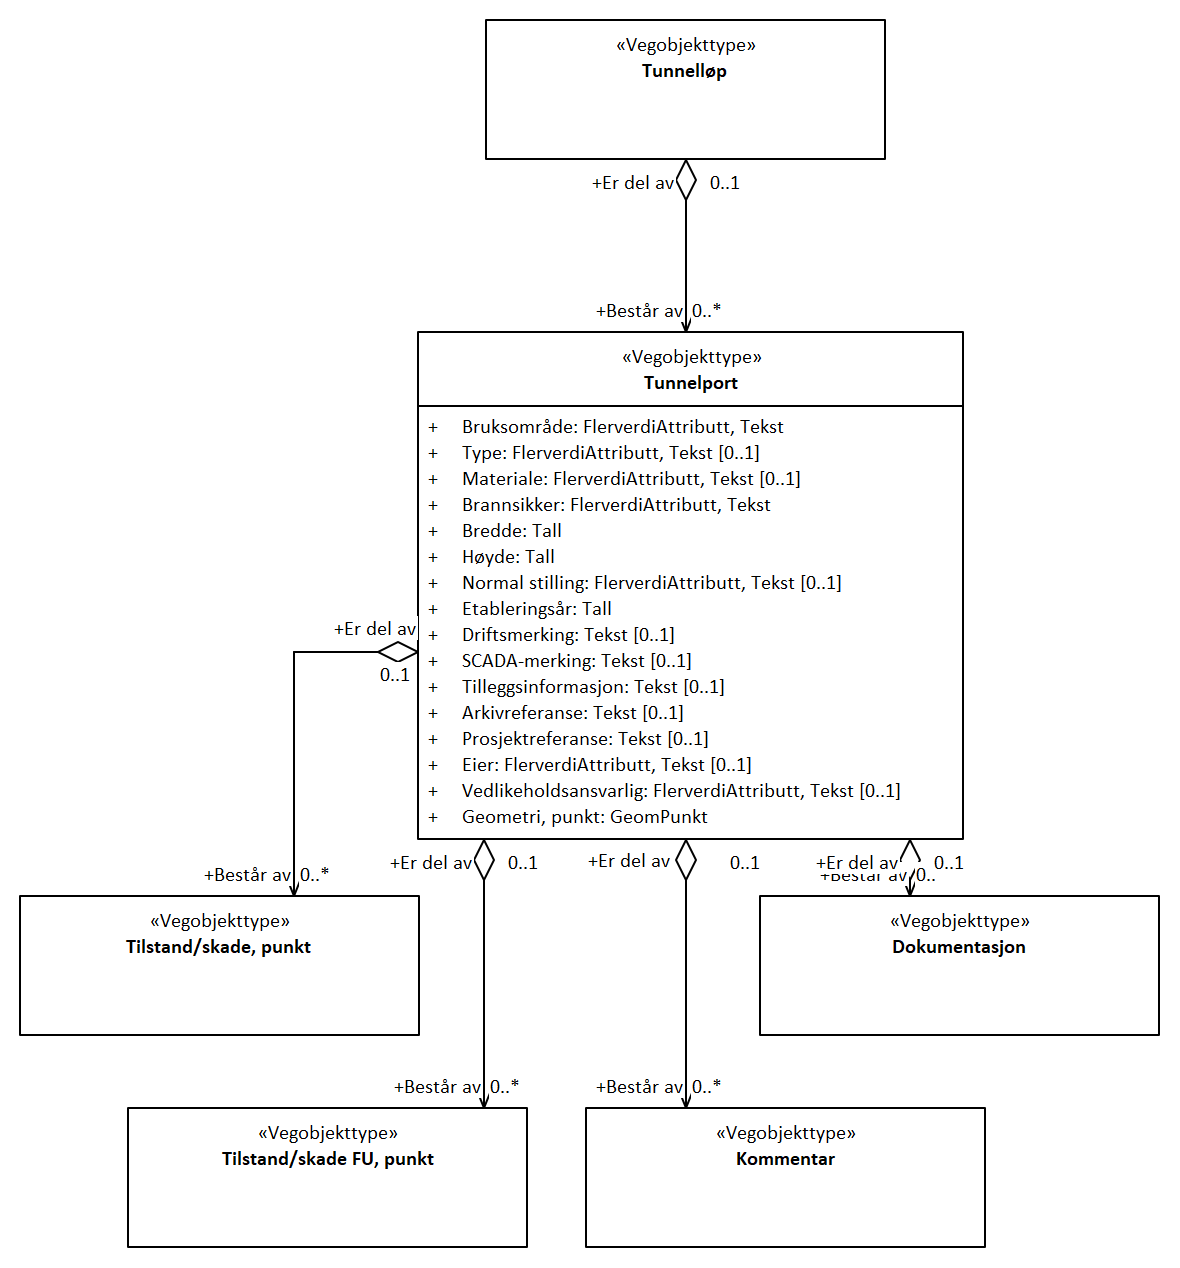 «Vegobjekttype»
Tunnelløp
+Er del av 0..1
+Består av 0..*
«Vegobjekttype»
Tunnelport
+ Bruksområde: FlerverdiAttributt, Tekst
+ Type: FlerverdiAttributt, Tekst [0..1]
+ Materiale: FlerverdiAttributt, Tekst [0..1]
+ Brannsikker: FlerverdiAttributt, Tekst
+ Bredde: Tall
+ Høyde: Tall
+ Normal stilling: FlerverdiAttributt, Tekst [0..1]
+ Etableringsår: Tall
+ Driftsmerking: Tekst [0..1]
+ SCADA-merking: Tekst [0..1]
+ Tilleggsinformasjon: Tekst [0..1]
+ Arkivreferanse: Tekst [0..1]
+ Prosjektreferanse: Tekst [0..1]
+ Eier: FlerverdiAttributt, Tekst [0..1]
+ Vedlikeholdsansvarlig: FlerverdiAttributt, Tekst [0..1]
+ Geometri, punkt: GeomPunkt
+Er del av
0..1
+Består av 0..*
+Er del av 0..1
+Er del av 0..1
+Er del av 0..1
+Består av 0..
«Vegobjekttype»
Tilstand/skade, punkt
«Vegobjekttype»
Dokumentasjon
+Består av 0..*
+Består av 0..*
«Vegobjekttype»
Tilstand/skade FU, punkt
«Vegobjekttype»
Kommentar